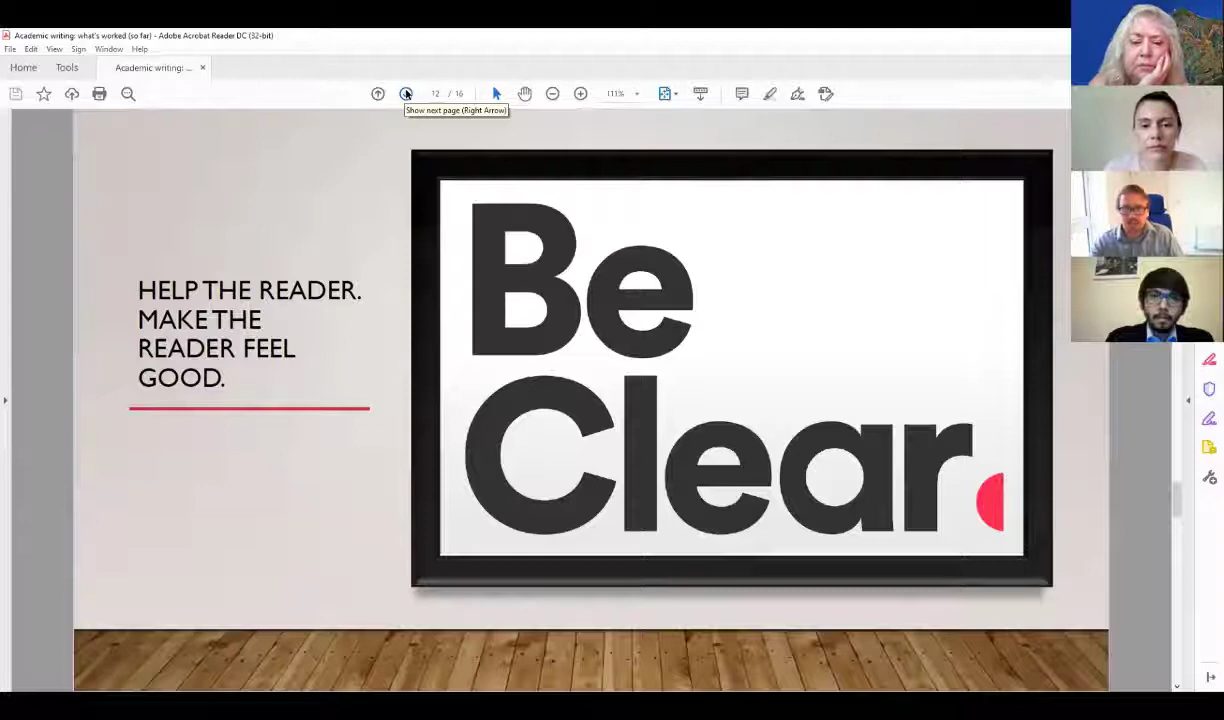 Academic writing: what's worked (so far) - Adobe Acrobat Reader DC (32-bit)
File Edit View Sign Window Help
Home Tools Academic writing: ... ×
12 / 16 111%
Show next page (Right Arrow)
HELP THE READER.
MAKE THE
READER FEEL
GOOD.
Be
Clear.